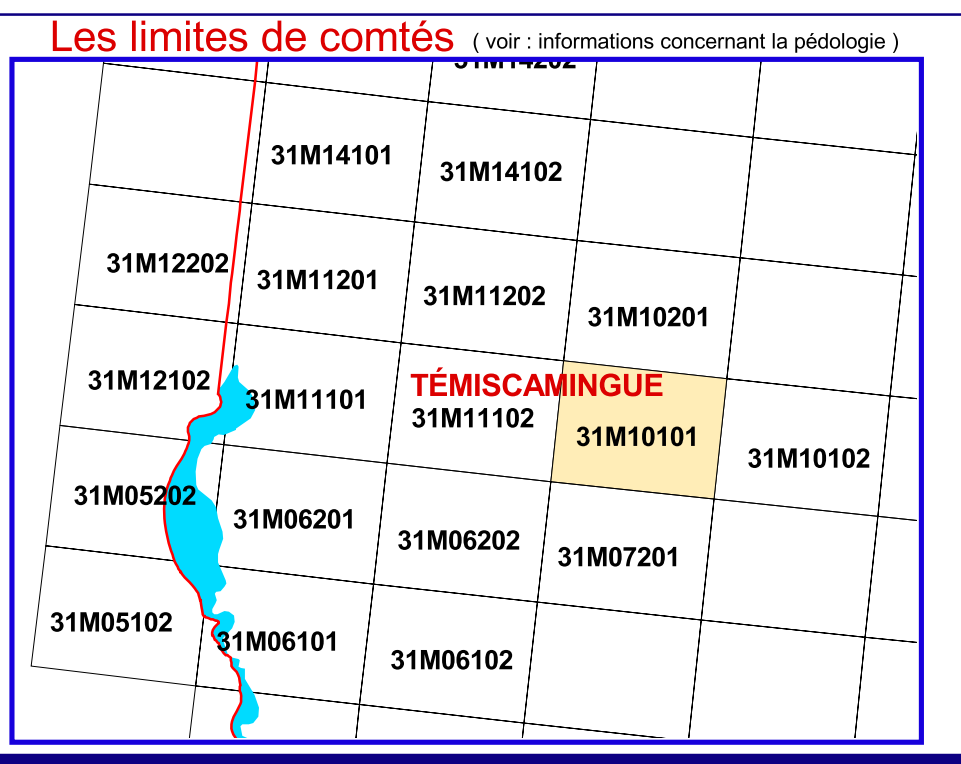 Les limites de comtés ( voir : informations concernant la pédologie )
31M14202
31M14101
31M14102
31M12202
31M11201
31M11202
31M10201
31M12102
31M11101
TÉMISCAMINGUE
31M11102
31M10101
31M10102
31M05202
31M06201
31M06202
31M07201
31M05102
31M06101
31M06102